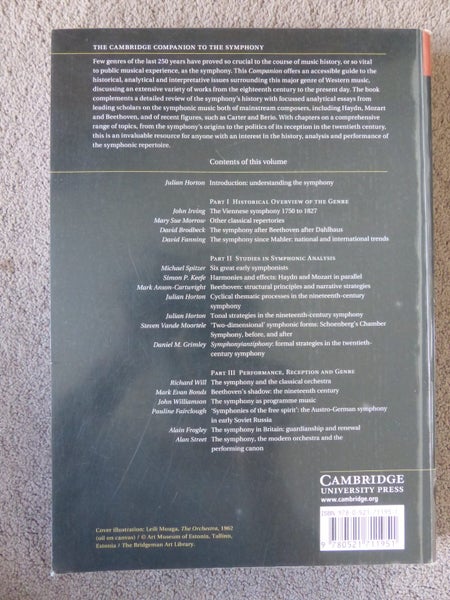 THE CAMBRIDGE COMPANION TO THE SYMPHONY
Few genres of the last 250 years have proved so crucial to the course of music history, or so vital
to public musical experience, as the symphony. This Companion offers an accessible guide to the
historical, analytical and interpretative issues surrounding this major genre of Western music,
discussing an extensive variety of works from the eighteenth century to the present day. The book
complements a detailed review of the symphony's history with focussed analytical essays from
leading scholars on the symphonic music both of mainstream composers, including Haydn, Mozart
and Beethoven, and of recent figures, such as Carter and Berio. With chapters on a comprehensive
range of topics, from the symphony's origins to the politics of its reception in the twentieth century,
this is an invaluable resource for anyone with an interest in the history, analysis and performance of
the symphonic repertoire.
Contents of this volume
Julian Horton Introduction: understanding the symphony
PART I HISTORICAL OVERVIEW OF THE GENRE
John Irving The Viennese symphony 1750 to 1827
Mary Sue Morrow Other classical repertories
David Brodbeck The symphony after Beethoven after Dahlhaus
David Fanning The symphony since Mahler: national and international trends
PART II STUDIES IN SYMPHONIC ANALYSIS
Michael Spitzer Six great early symphonists
Simon P. Keefe Harmonies and effects: Haydn and Mozart in parallel
Mark Anson-Cartwright Beethoven: structural principles and narrative strategies
Julian Horton Cyclical thematic processes in the nineteenth-century
symphony
Julian Horton Tonal strategies in the nineteenth-century symphony
Steven Vande Moortele 'Two-dimensional' symphonic forms: Schoenberg's Chamber
Symphony, before, and after
Daniel M. Grimley Symphony/antiphony: formal strategies in the twentieth-
century symphony
PART III PERFORMANCE, RECEPTION AND GENRE
Richard Will The symphony and the classical orchestra
Mark Evan Bonds Beethoven's shadow: the nineteenth century
John Williamson The symphony as programme music
Pauline Fairclough 'Symphonies of the free spirit': the Austro-German symphony
in early Soviet Russia
Alain Frogley The symphony in Britain: guardianship and renewal
Alan Street The symphony, the modern orchestra and the
performing canon
CAMBRIDGE
UNIVERSITY PRESS
www.cambridge.org
ISBN 978-0-521-71195-1
9 780521 711951
Cover illustration: Leili Muuga, The Orchestra, 1962
(oil on canvas) / © Art Museum of Estonia, Tallinn,
Estonia / The Bridgeman Art Library.